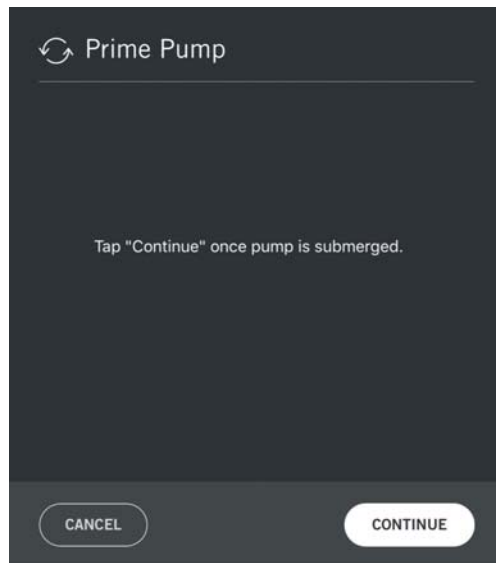 Prime Pump
Tap "Continue" once pump is submerged.
CANCEL
CONTINUE